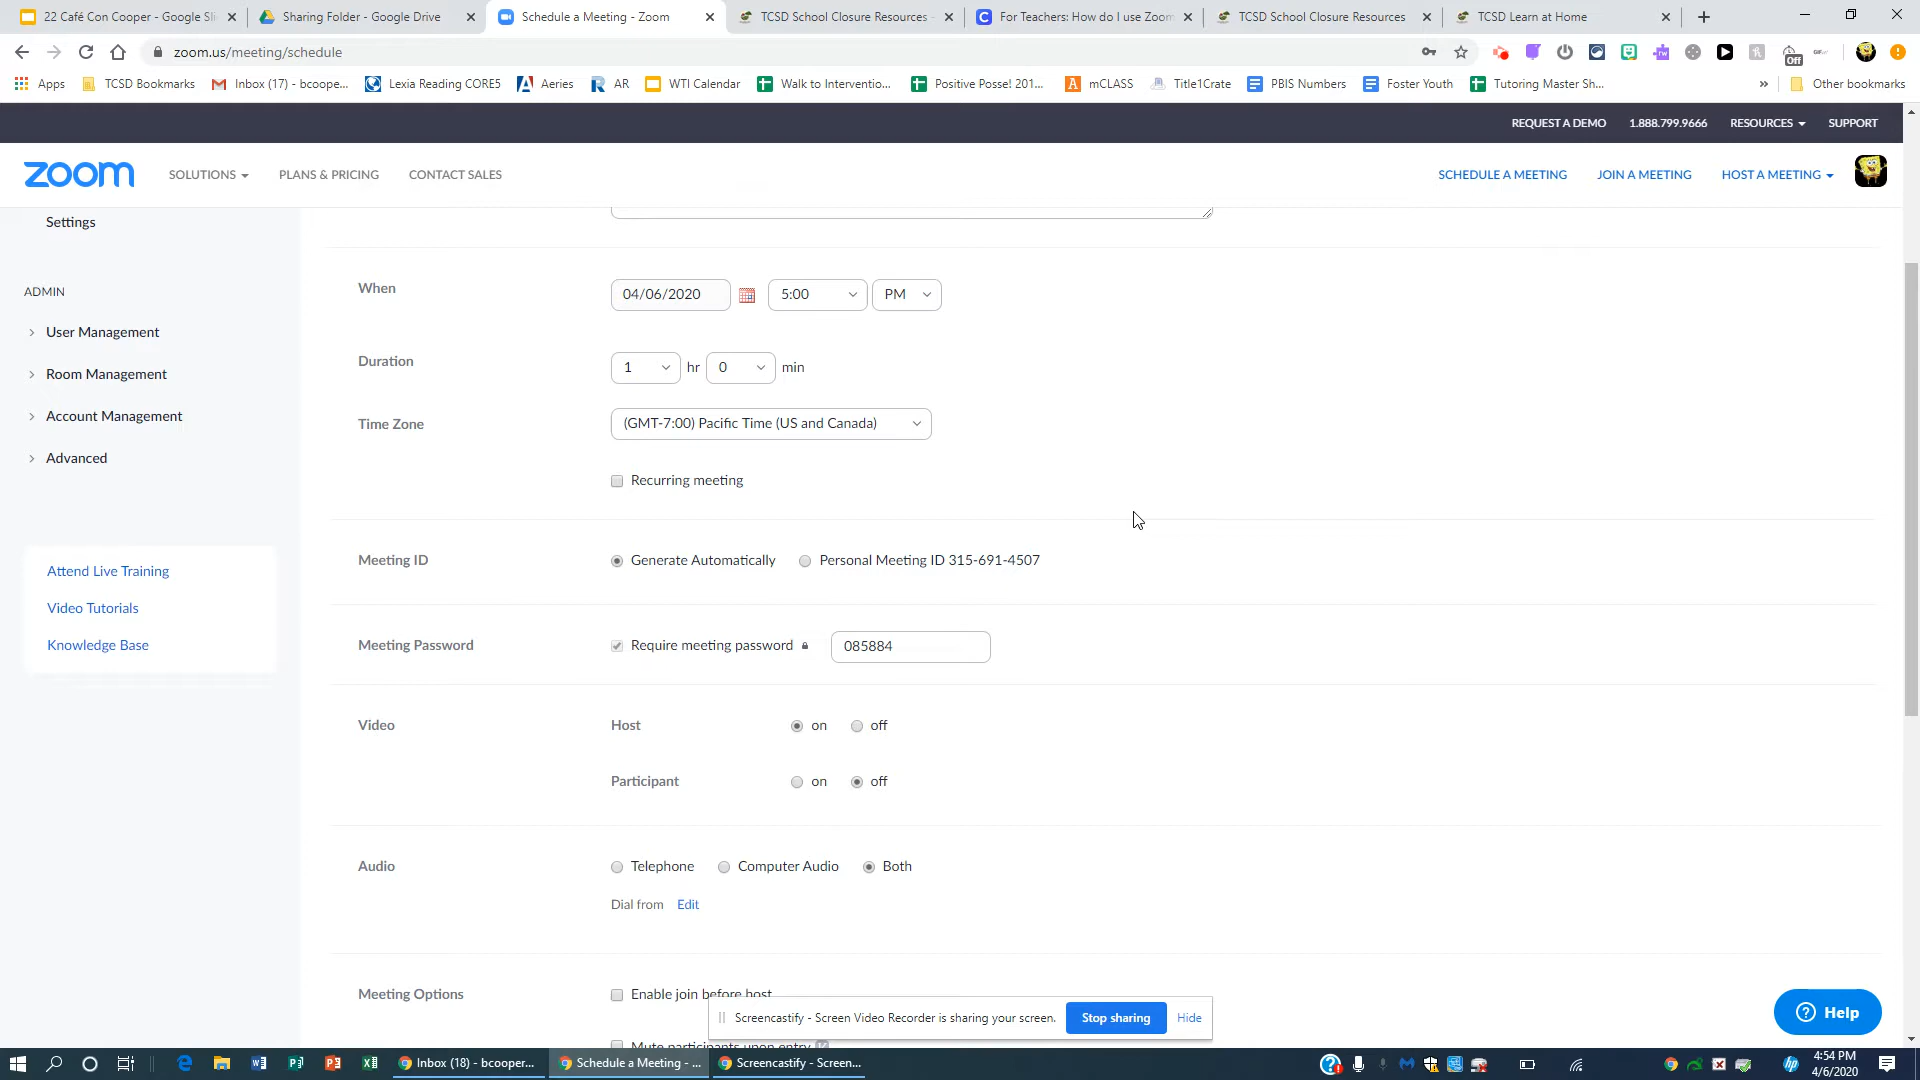 22 Café Con Cooper - Google Sli
Sharing Folder - Google Drive
Schedule a Meeting - Zoom
TCSD School Closure Resources -
For Teachers: How do I use Zoom
TCSD School Closure Resources
TCSD Learn at Home
zoom.us/meeting/schedule
Off
Apps
TCSD Bookmarks
Inbox (17) - bcoope...
Lexia Reading CORE5
Aeries
AR
WTI Calendar
Walk to Interventio...
Positive Posse! 201...
mCLASS
Title1Crate
PBIS Numbers
Foster Youth
Tutoring Master Sh...
Other bookmarks
REQUEST A DEMO
1.888.799.9666
RESOURCES
SUPPORT
zoom
SOLUTIONS
PLANS & PRICING
CONTACT SALES
SCHEDULE A MEETING
JOIN A MEETING
HOST A MEETING
Settings
ADMIN
User Management
Room Management
Account Management
Advanced
Attend Live Training
Video Tutorials
Knowledge Base
When
04/06/2020
5:00
PM
Duration
1 hr 0 min
Time Zone
(GMT-7:00) Pacific Time (US and Canada)
Recurring meeting
Meeting ID
Generate Automatically
Personal Meeting ID 315-691-4507
Meeting Password
Require meeting password
085884
Video
Host
on
off
Participant
on
off
Audio
Telephone
Computer Audio
Both
Dial from
Edit
Meeting Options
Enable join before host
Mute participants upon entry
Screencastify - Screen Video Recorder is sharing your screen.
Stop sharing
Hide
Help
Inbox (18) - bcooper...
Schedule a Meeting - ...
Screencastify - Screen...
4:54 PM
4/6/2020